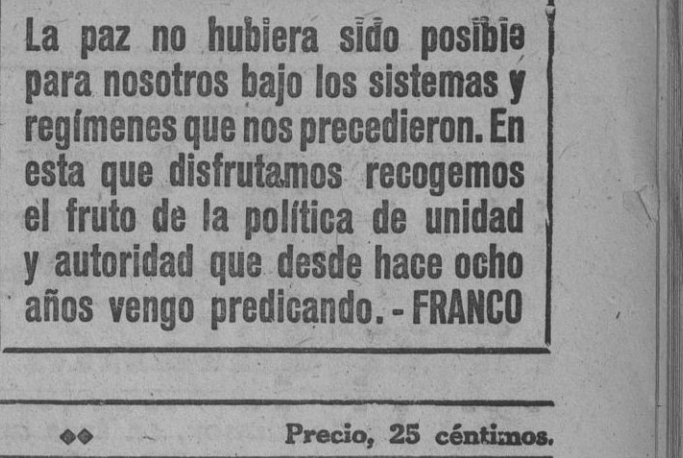 La paz no hubiera sido posible
para nosotros bajo los sistemas y
regímenes que nos precedieron. En
esta que disfrutamos recogemos
el fruto de la política de unidad
y autoridad que desde hace ocho
años vengo predicando. - FRANCO
Precio, 25 céntimos.